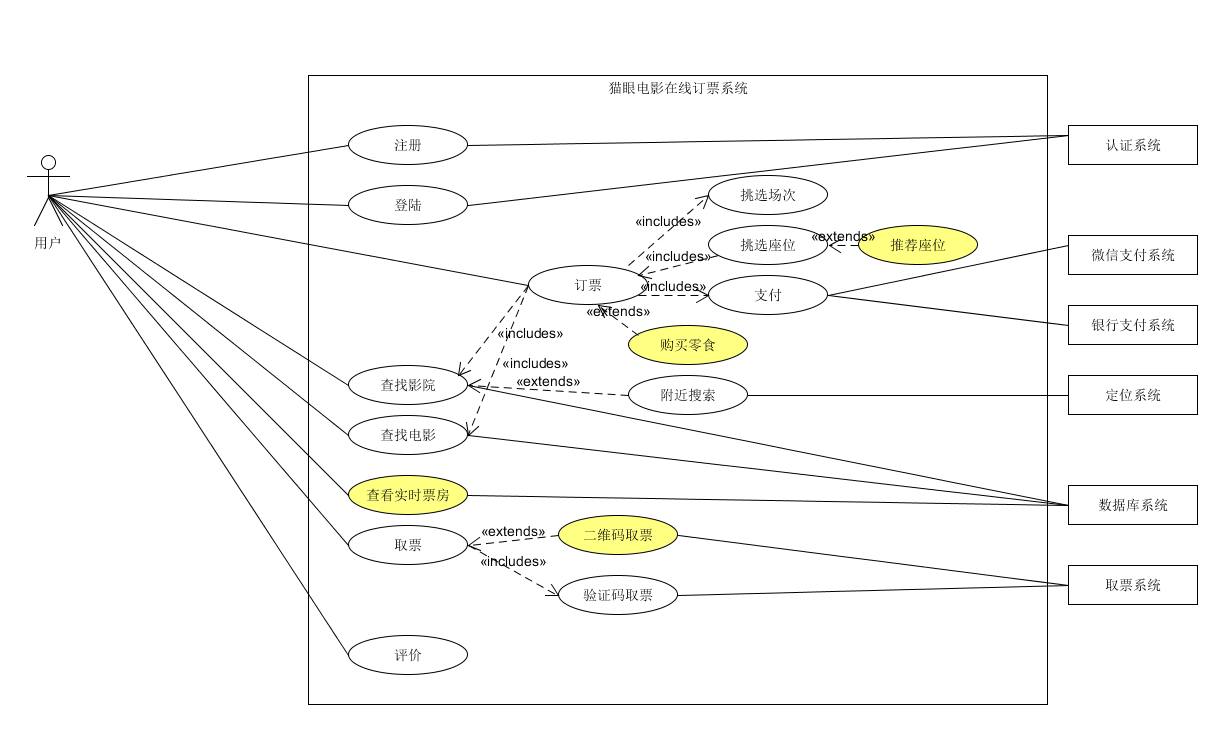 猫眼电影在线订票系统
注册
认证系统
登陆
挑选场次
用户
«includes»
挑选座位
«extends»
推荐座位
微信支付系统
«includes»
订票
«includes»
支付
«extends»
银行支付系统
«includes»
购买零食
«includes»
«extends»
查找影院
附近搜索
定位系统
查找电影
查看实时票房
数据库系统
«extends»
二维码取票
取票
«includes»
取票系统
验证码取票
评价